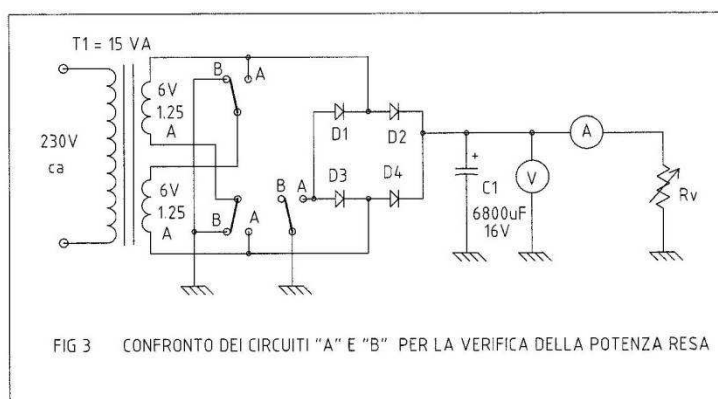 T1 = 15 VA
230V
ca
6V
1.25
A
6V
1.25
A
B
A
B
A
B
A
D1
D2
D3
D4
+
C1
6800uF
16V
V
A
Rv
FIG 3 CONFRONTO DEI CIRCUITI "A" E "B" PER LA VERIFICA DELLA POTENZA RESA